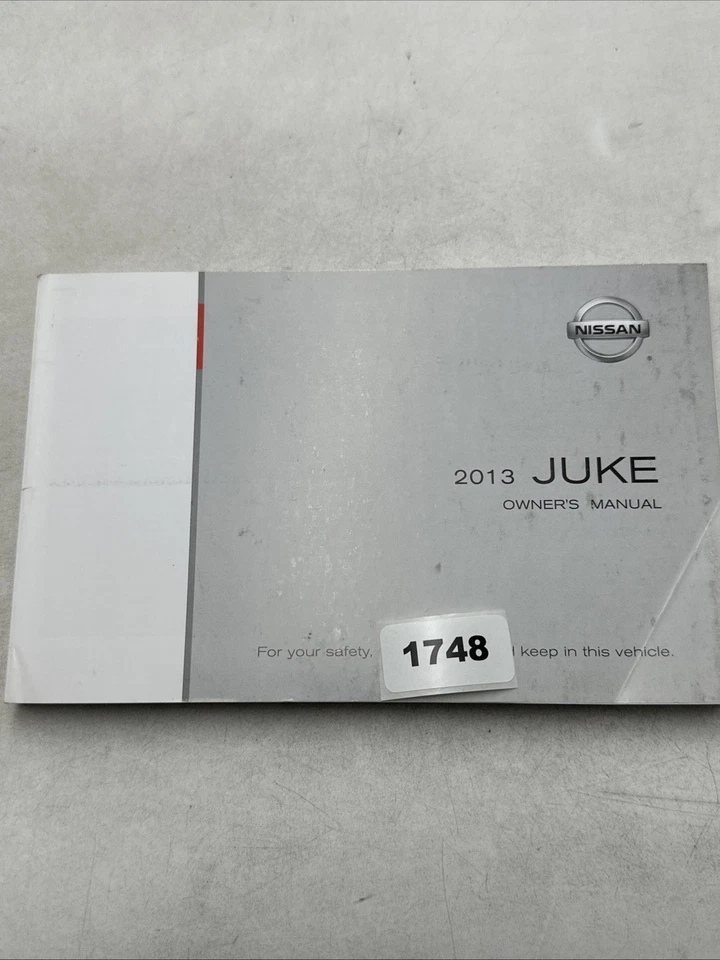 NISSAN
2013 JUKE
OWNER'S MANUAL
For your safety, keep in this vehicle.
1748